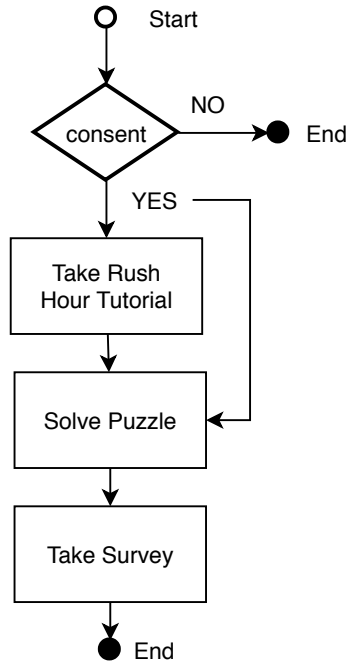 Start
consent
NO
End
YES
Take Rush
Hour Tutorial
Solve Puzzle
Take Survey
End